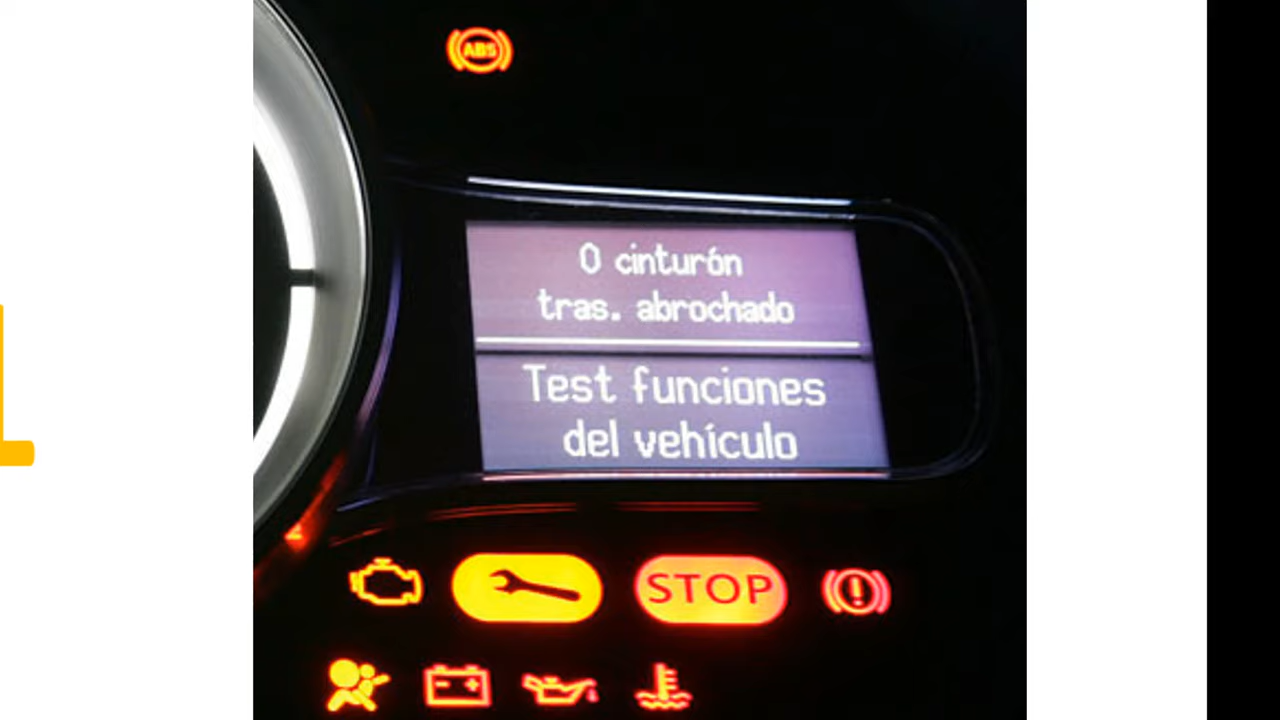 ABS
0 cinturón
tras. abrochado
Test funciones
del vehículo
STOP